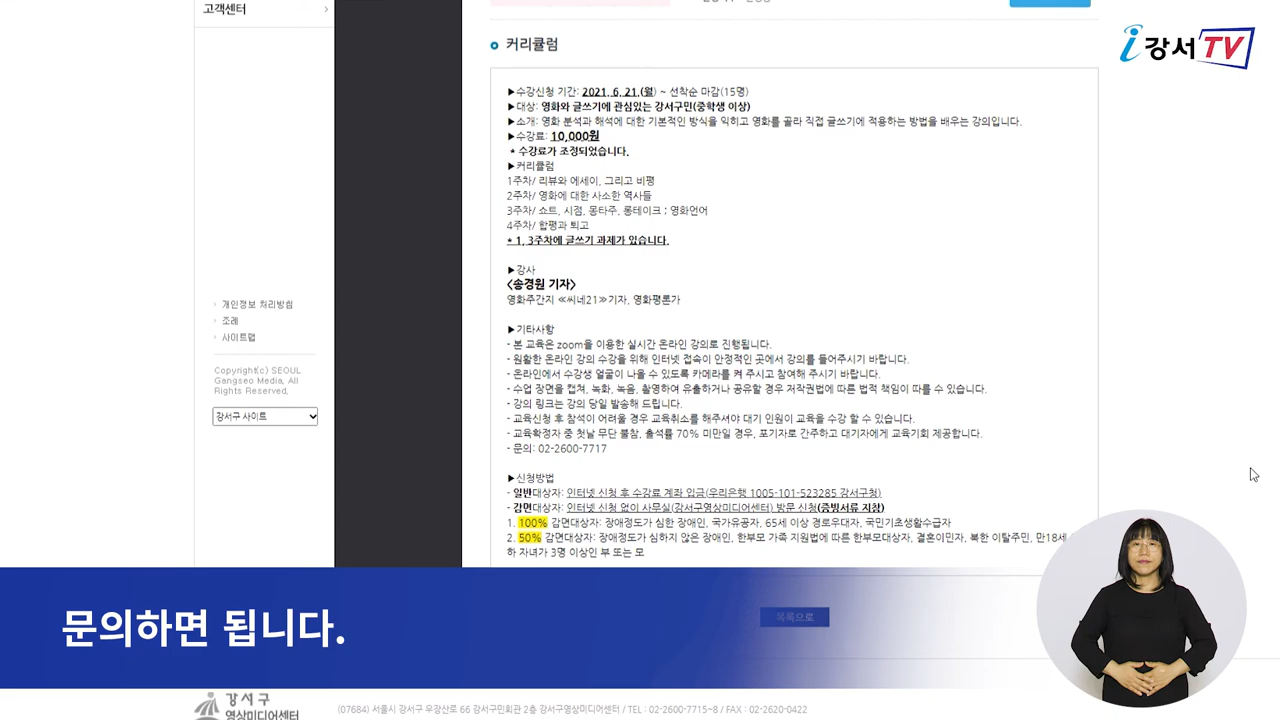 고객센터
i 강서 TV
커리큘럼
▶수강신청 기간: 2021. 6. 21.(월) ~ 선착순 마감(15명)
▶대상: 영화와 글쓰기에 관심있는 강서구민(중학생 이상)
▶소개: 영화 분석과 해석에 대한 기본적인 방식을 익히고 영화를 골라 직접 글쓰기에 적용하는 방법을 배우는 강의입니다.
▶수강료: 10,000원
* 수강료가 조정되었습니다.
▶커리큘럼
1주차/ 리뷰와 에세이, 그리고 비평
2주차/ 영화에 대한 사소한 역사들
3주차/ 쇼트, 시점, 몽타주, 롱테이크 ; 영화언어
4주차/ 합평과 퇴고
* 1, 3주차에 글쓰기 과제가 있습니다.
▶강사
<송경원 기자>
영화주간지 ≪씨네21≫기자, 영화평론가
▶기타사항
- 본 교육은 zoom을 이용한 실시간 온라인 강의로 진행됩니다.
- 원활한 온라인 강의 수강을 위해 인터넷 접속이 안정적인 곳에서 강의를 들어주시기 바랍니다.
- 온라인에서 수강생 얼굴이 나올 수 있도록 카메라를 켜 주시고 참여해 주시기 바랍니다.
- 수업 장면을 캡쳐, 녹화, 녹음, 촬영하여 유출하거나 공유할 경우 저작권법에 따른 법적 책임이 따를 수 있습니다.
- 강의 링크는 강의 당일 발송해 드립니다.
- 교육신청 후 참석이 어려울 경우 교육취소를 해주셔야 대기 인원이 교육을 수강 할 수 있습니다.
- 교육확정자 중 첫날 무단 불참, 출석률 70% 미만일 경우, 포기자로 간주하고 대기자에게 교육기회 제공합니다.
- 문의: 02-2600-7717
▶신청방법
- 일반대상자: 인터넷 신청 후 수강료 계좌 입금(우리은행 1005-101-523285 강서구청)
- 감면대상자: 인터넷 신청 없이 사무실(강서구영상미디어센터) 방문 신청(증빙서류 지참)
1. 100% 감면대상자: 장애정도가 심한 장애인, 국가유공자, 65세 이상 경로우대자, 국민기초생활수급자
2. 50% 감면대상자: 장애정도가 심하지 않은 장애인, 한부모 가족 지원법에 따른 한부모대상자, 결혼이민자, 북한 이탈주민, 만18세
하 자녀가 3명 이상인 부 또는 모
개인정보 처리방침
조례
사이트맵
Copyright(c) SEOUL
Gangseo Media, All
Rights Reserved.
강서구 사이트
목록으로
문의하면 됩니다.
강서구
영상미디어센터
(07684) 서울시 강서구 우장산로 66 강서구민회관 2층 강서구영상미디어센터 / TEL : 02-2600-7715~8 / FAX : 02-2620-0422